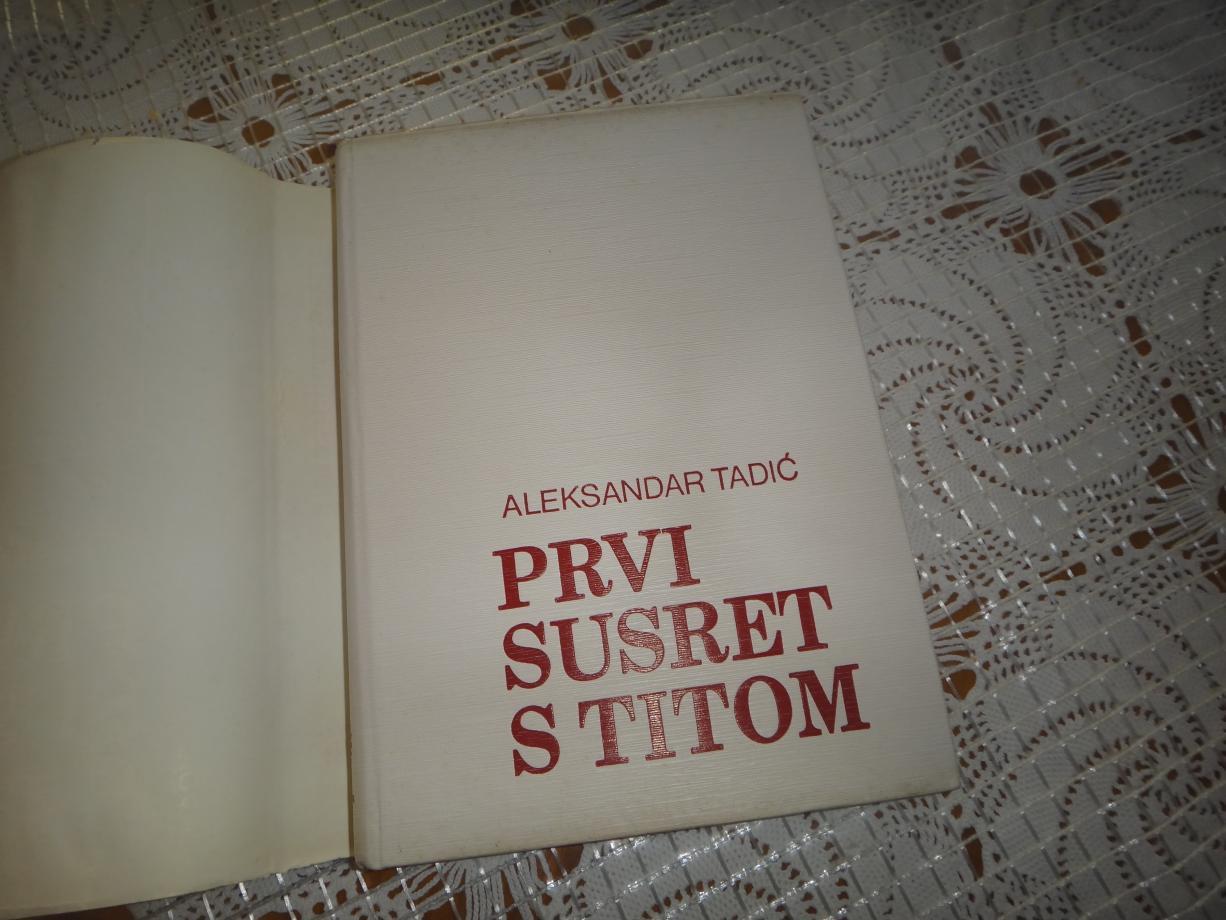 ALEKSANDAR TADIĆ
PRVI
SUSRET
S TITOM